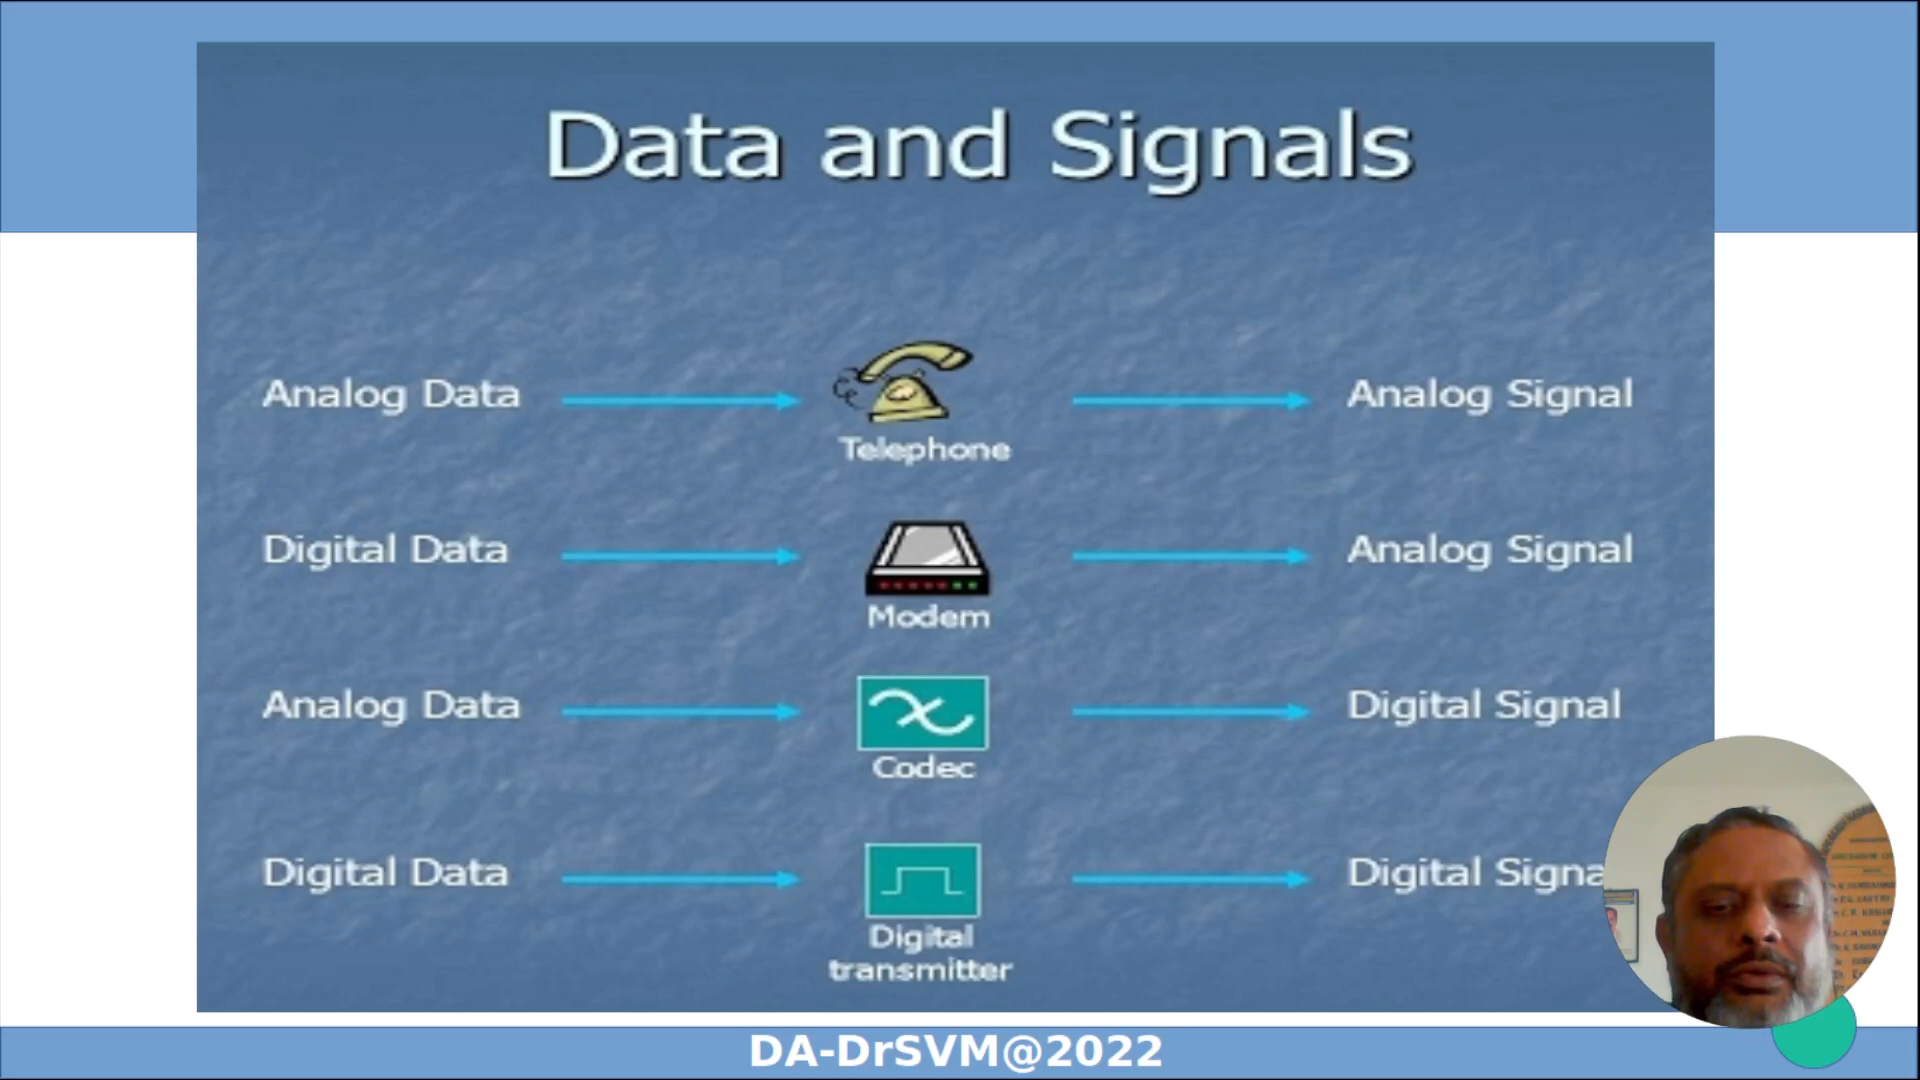 Data and Signals
Analog Data
Telephone
Analog Signal
Digital Data
Modem
Analog Signal
Analog Data
Codec
Digital Signal
Digital Data
Digital
transmitter
Digital Signa
DA-DrSVM@2022